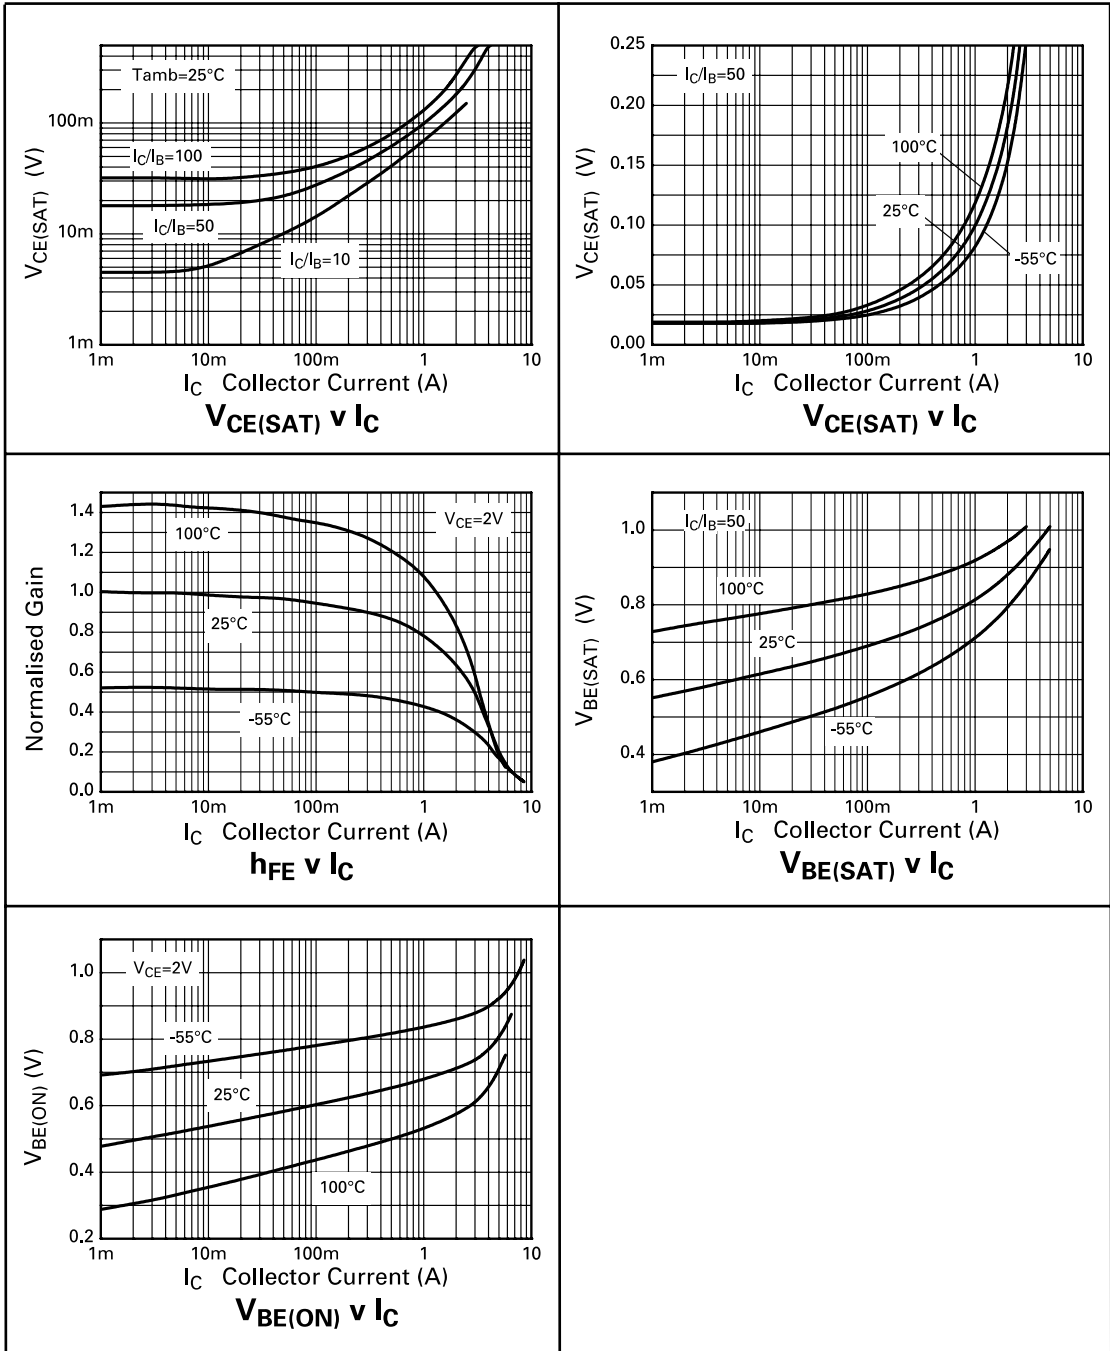 Tamb=25°C
100m
10m
1m
IC/IB=100
IC/IB=50
IC/IB=10
VCE(SAT) (V)
1m 10m 100m 1 10
IC Collector Current (A)
VCE(SAT) v IC
0.25
0.20
0.15
0.10
0.05
0.00
IC/IB=50
100°C
25°C
-55°C
VCE(SAT) (V)
1m 10m 100m 1 10
IC Collector Current (A)
VCE(SAT) v IC
1.4
1.2
1.0
0.8
0.6
0.4
0.2
0.0
VCE=2V
100°C
25°C
-55°C
Normalised Gain
1m 10m 100m 1 10
IC Collector Current (A)
hFE v IC
1.0
0.8
0.6
0.4
IC/IB=50
100°C
25°C
-55°C
VBE(SAT) (V)
1m 10m 100m 1 10
IC Collector Current (A)
VBE(SAT) v IC
1.0
0.8
0.6
0.4
0.2
VCE=2V
-55°C
25°C
100°C
VBE(ON) (V)
1m 10m 100m 1 10
IC Collector Current (A)
VBE(ON) v IC